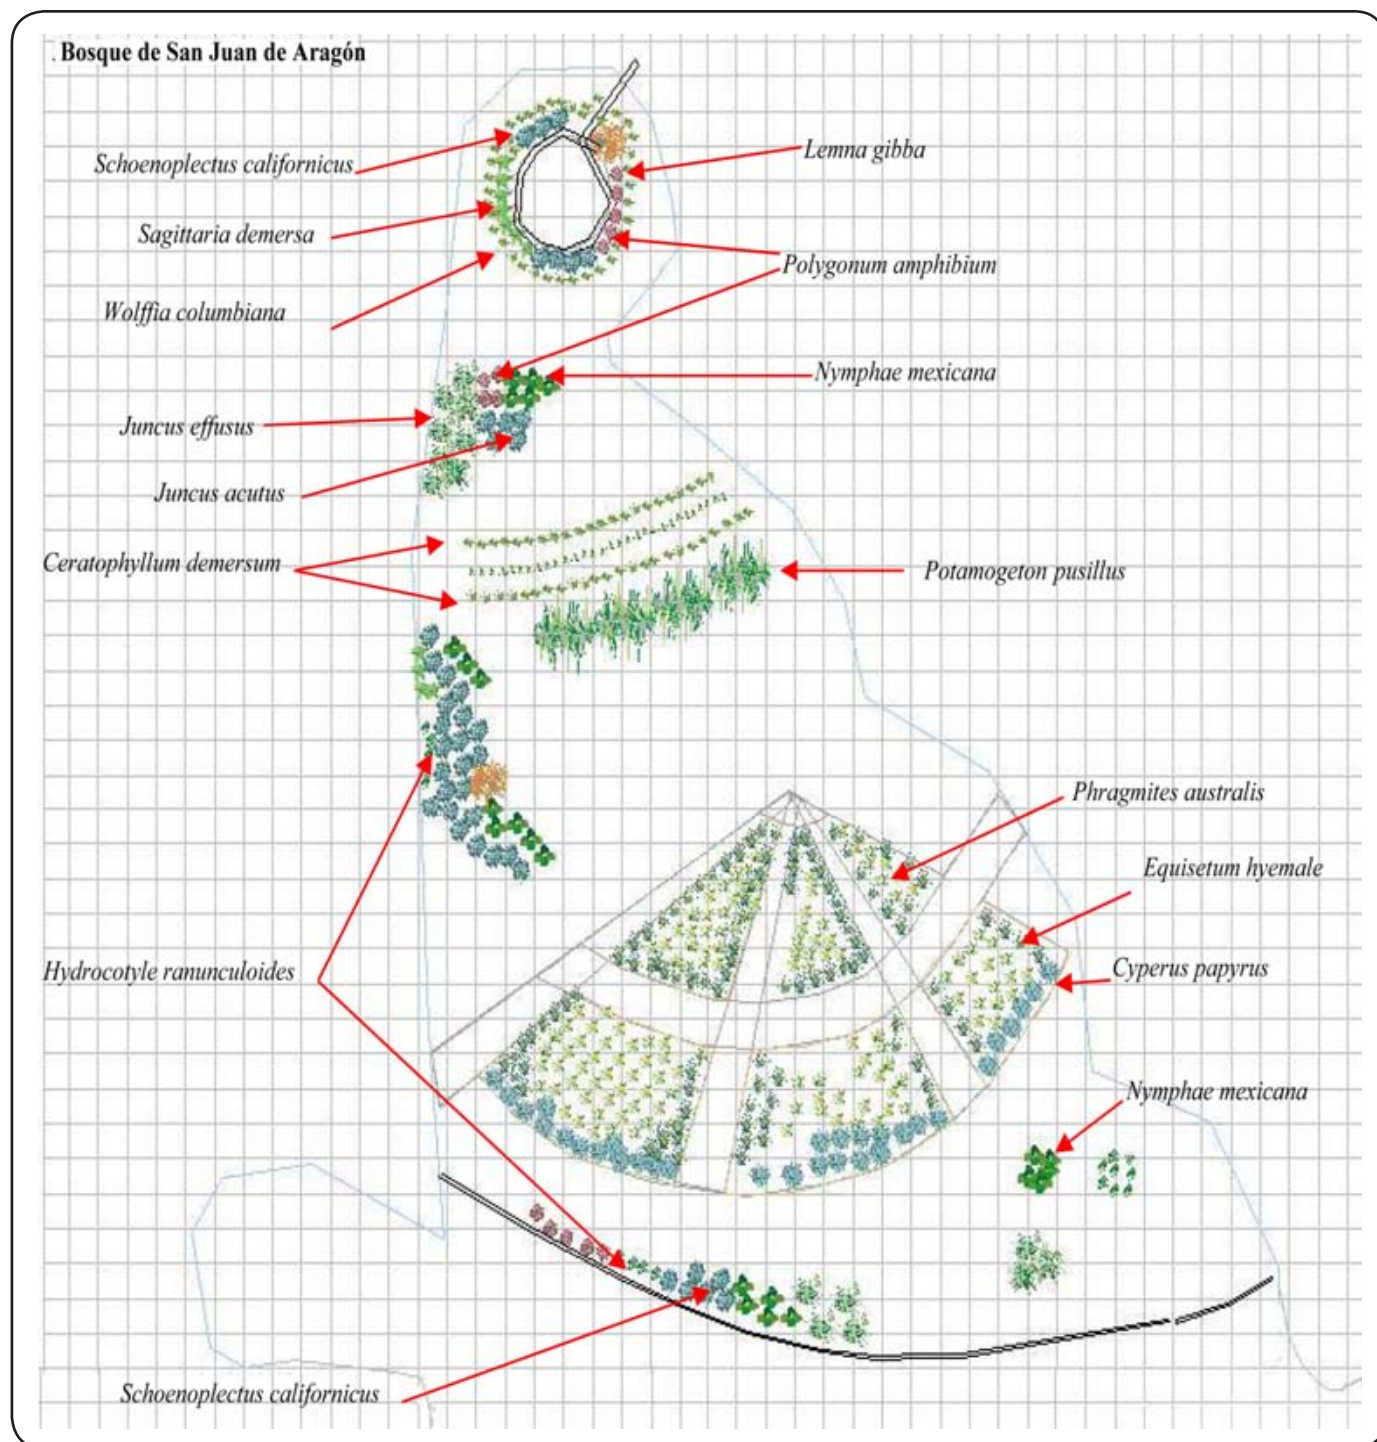 . Bosque de San Juan de Aragón
Schoenoplectus californicus
Lemna gibba
Sagittaria demersa
Polygonum amphibium
Wolffia columbiana
Nymphae mexicana
Juncus effusus
Juncus acutus
Ceratophyllum demersum
Potamogeton pusillus
Phragmites australis
Equisetum hyemale
Hydrocotyle ranunculoides
Cyperus papyrus
Nymphae mexicana
Schoenoplectus californicus